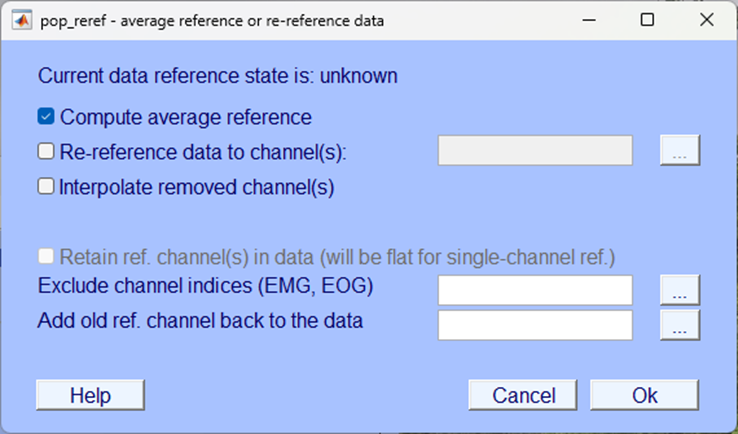 pop_reref - average reference or re-reference data
Current data reference state is: unknown
Compute average reference
Re-reference data to channel(s):
...
Interpolate removed channel(s)
Retain ref. channel(s) in data (will be flat for single-channel ref.)
Exclude channel indices (EMG, EOG)
...
Add old ref. channel back to the data
...
Help
Cancel
Ok